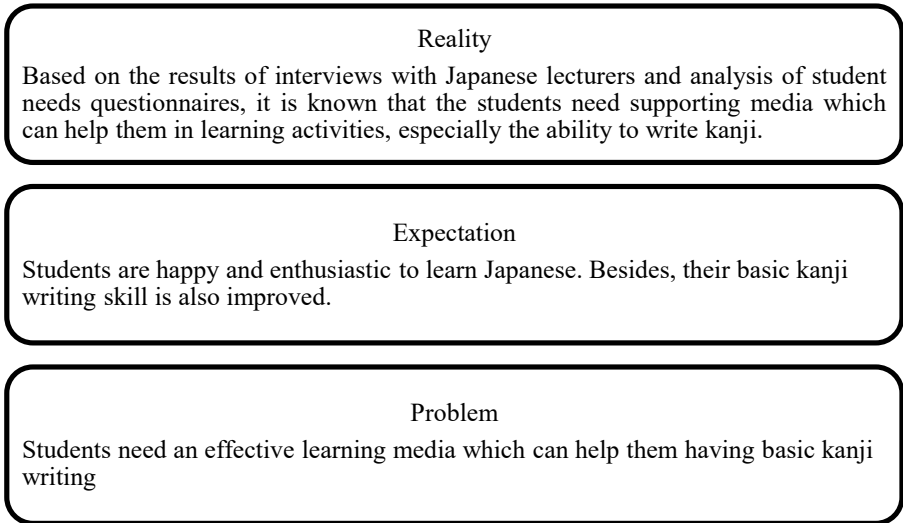 Reality
Based on the results of interviews with Japanese lecturers and analysis of student
needs questionnaires, it is known that the students need supporting media which
can help them in learning activities, especially the ability to write kanji.
Expectation
Students are happy and enthusiastic to learn Japanese. Besides, their basic kanji
writing skill is also improved.
Problem
Students need an effective learning media which can help them having basic kanji
writing